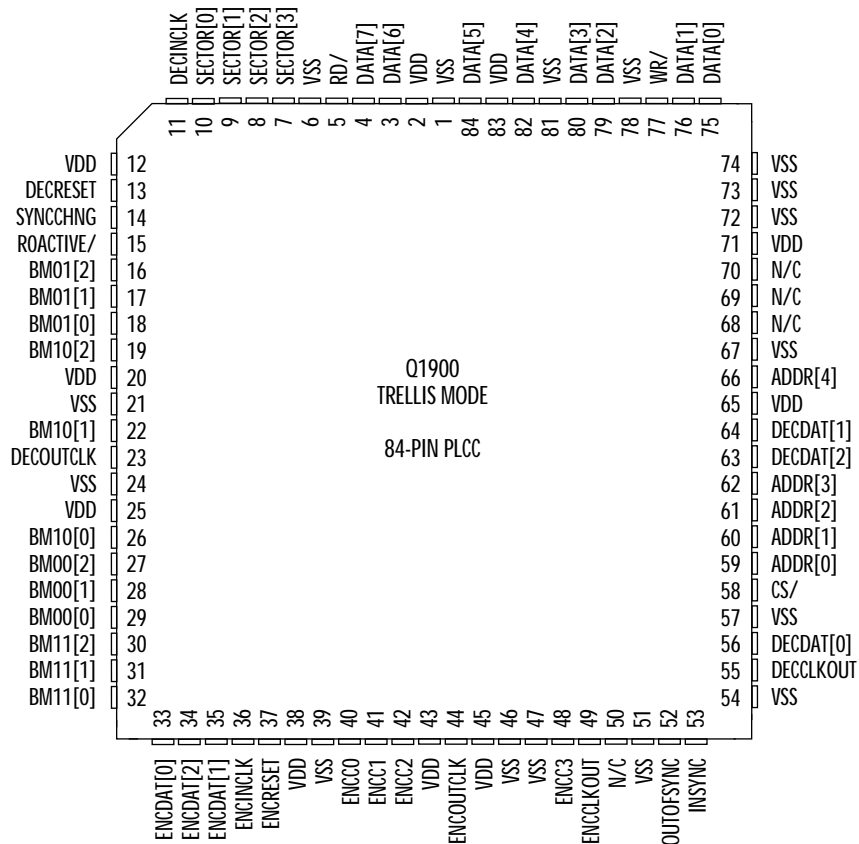 DECINCLK
SECTOR[0]
SECTOR[1]
SECTOR[2]
SECTOR[3]
VSS
RD/
DATA[7]
DATA[6]
VDD
VSS
DATA[5]
VDD
DATA[4]
VSS
DATA[3]
DATA[2]
VSS
WR/
DATA[1]
DATA[0]
11 10 9 8 7 6 5 4 3 2 1 84 83 82 81 80 79 78 77 76 75
VDD 12
DECRESET 13
SYNCCHNG 14
ROACTIVE/ 15
BM01[2] 16
BM01[1] 17
BM01[0] 18
BM10[2] 19
VDD 20
VSS 21
BM10[1] 22
DECOUTCLK 23
VSS 24
VDD 25
BM10[0] 26
BM00[2] 27
BM00[1] 28
BM00[0] 29
BM11[2] 30
BM11[1] 31
BM11[0] 32
Q1900
TRELLIS MODE
84-PIN PLCC
74 VSS
73 VSS
72 VSS
71 VDD
70 N/C
69 N/C
68 N/C
67 VSS
66 ADDR[4]
65 VDD
64 DECDAT[1]
63 DECDAT[2]
62 ADDR[3]
61 ADDR[2]
60 ADDR[1]
59 ADDR[0]
58 CS/
57 VSS
56 DECDAT[0]
55 DECCLKOUT
54 VSS
33 34 35 36 37 38 39 40 41 42 43 44 45 46 47 48 49 50 51 52 53
ENCDAT[0]
ENCDAT[2]
ENCDAT[1]
ENCINCLK
ENCRESET
VDD
VSS
ENCC0
ENCC1
ENCC2
VDD
ENCOUTCLK
VDD
VSS
VSS
ENCC3
ENCCLKOUT
N/C
VSS
OUTOFSYNC
INSYNC